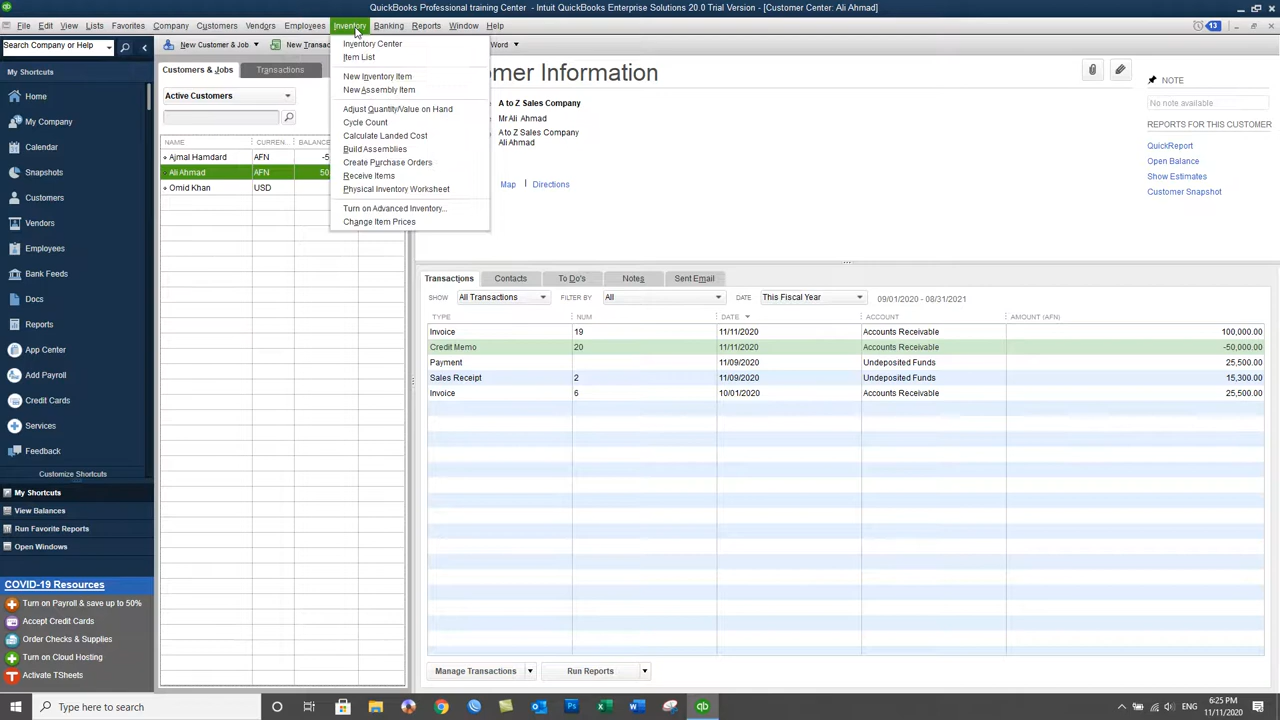 QuickBooks Professional training Center - Intuit QuickBooks Enterprise Solutions 20.0 Trial Version - [Customer Center: Ali Ahmad]
File Edit View Lists Favorites Company Customers Vendors Employees Inventory Banking Reports Window Help 13
Search Company or Help
New Customer & Job New Transac Word
My Shortcuts
Home
My Company
Calendar
Snapshots
Customers
Vendors
Employees
Bank Feeds
Docs
Reports
App Center
Add Payroll
Credit Cards
Services
Feedback
Customize Shortcuts
My Shortcuts
View Balances
Run Favorite Reports
Open Windows
COVID-19 Resources
Turn on Payroll & save up to 50%
Accept Credit Cards
Order Checks & Supplies
Turn on Cloud Hosting
Activate TSheets
Customers & Jobs Transactions
Active Customers
NAME CURREN... BALANC
Ajmal Hamdard AFN -5
Ali Ahmad AFN 50
Omid Khan USD
Inventory Center
Item List
New Inventory Item
New Assembly Item
Adjust Quantity/Value on Hand
Cycle Count
Calculate Landed Cost
Build Assemblies
Create Purchase Orders
Receive Items
Physical Inventory Worksheet
Turn on Advanced Inventory...
Change Item Prices
omer Information
A to Z Sales Company
Mr Ali Ahmad
A to Z Sales Company
Ali Ahmad
Map Directions
NOTE
No note available
REPORTS FOR THIS CUSTOMER
QuickReport
Open Balance
Show Estimates
Customer Snapshot
Transactions Contacts To Do's Notes Sent Email
SHOW All Transactions FILTER BY All DATE This Fiscal Year 09/01/2020 - 08/31/2021
TYPE NUM DATE ACCOUNT AMOUNT (AFN)
Invoice 19 11/11/2020 Accounts Receivable 100,000.00
Credit Memo 20 11/11/2020 Accounts Receivable -50,000.00
Payment 11/09/2020 Undeposited Funds 25,500.00
Sales Receipt 2 11/09/2020 Undeposited Funds 15,300.00
Invoice 6 10/01/2020 Accounts Receivable 25,500.00
Manage Transactions Run Reports
Type here to search
6:25 PM
11/11/2020